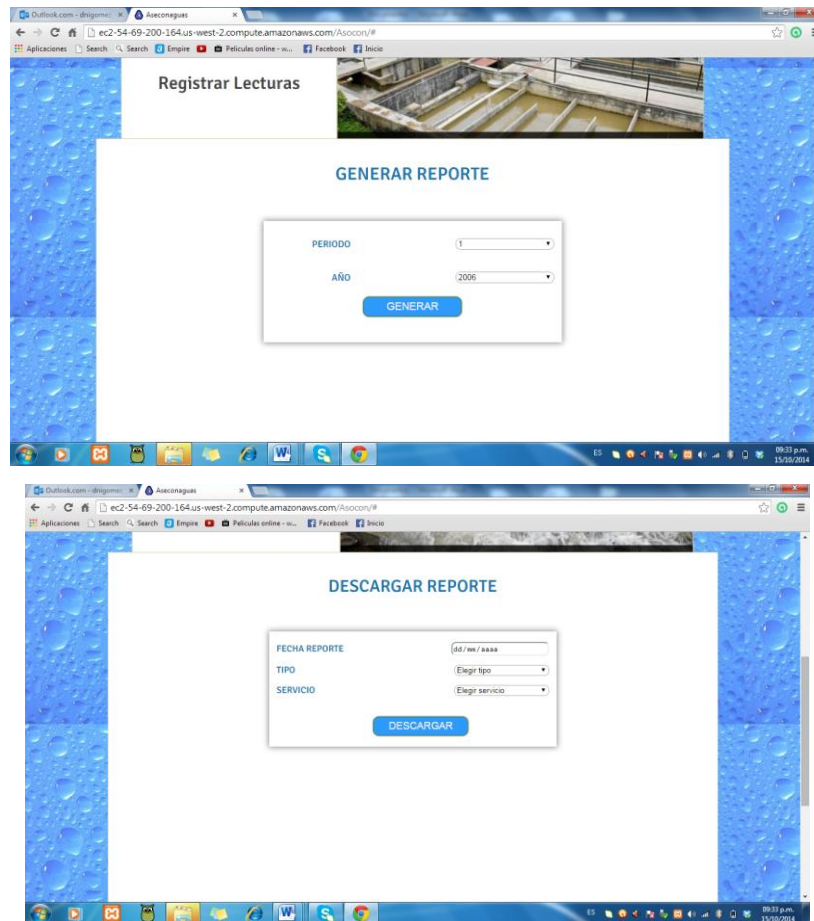 Outlook.com - dnigomez
Aseconaguas
ec2-54-69-200-164.us-west-2.compute.amazonaws.com/Asocon/#
Aplicaciones Search Search Empire Peliculas online - w... Facebook Inicio
Registrar Lecturas
GENERAR REPORTE
PERIODO 1
AÑO 2006
GENERAR
ES
09:33 p.m.
15/10/2014
Outlook.com - dnigomez
Aseconaguas
ec2-54-69-200-164.us-west-2.compute.amazonaws.com/Asocon/#
Aplicaciones Search Search Empire Peliculas online - w... Facebook Inicio
DESCARGAR REPORTE
FECHA REPORTE dd/mm/aaaa
TIPO Elegir tipo
SERVICIO Elegir servicio
DESCARGAR
ES
09:33 p.m.
15/10/2014